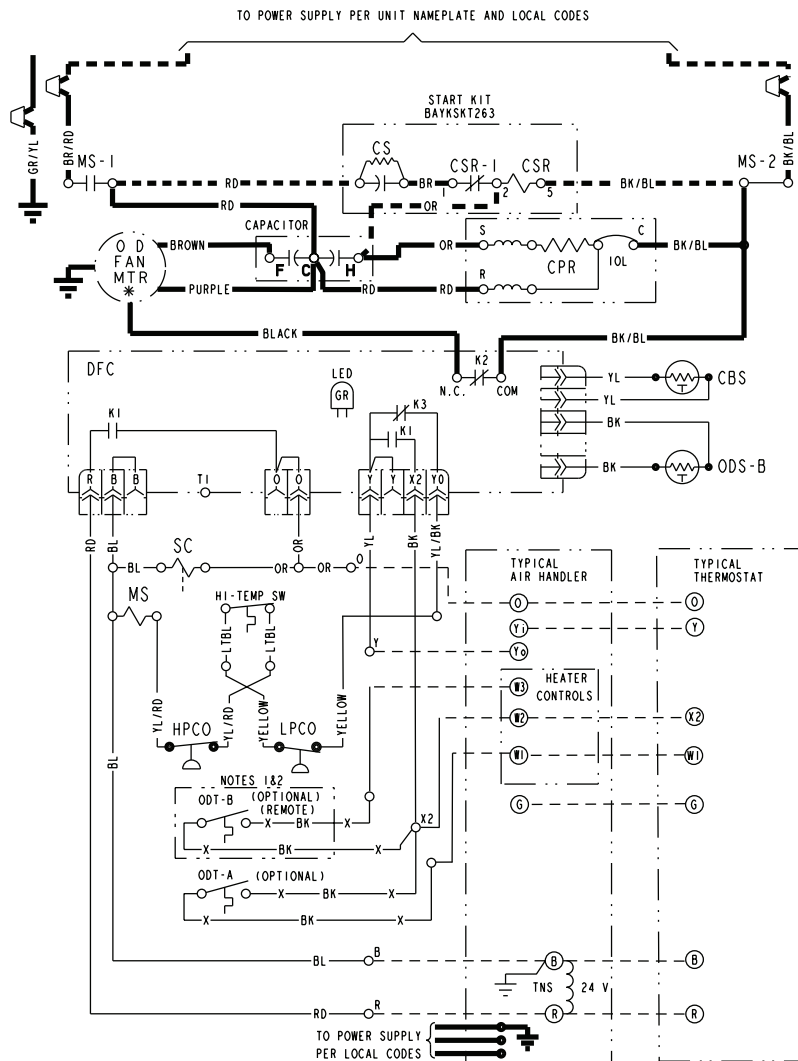 TO POWER SUPPLY PER UNIT NAMEPLATE AND LOCAL CODES
START KIT
BAYKSKT263
GR/YL
BR/RD
BK/BL
MS-1
CS
CSR-1
CSR
MS-2
RD
BR
1
2
5
BK/BL
RD
OR
CAPACITOR
O D
FAN
MTR
*
BROWN
F
C
H
OR
S
CPR
IOL
C
BK/BL
PURPLE
RD
RD
R
BLACK
BK/BL
DFC
LED
GR
K2
N.C.
COM
YL
CBS
YL
BK
BK
ODS-B
K1
K3
K1
R
B
B
T1
O
O
Y
Y
X2
YO
RD
BL
OR
YL
BK
YL/BK
BL
SC
OR
OR
O
MS
HI-TEMP SW
LTBL
LTBL
Y
YL/RD
HPCO
YL/RD
YELLOW
LPCO
YELLOW
BL
TYPICAL
AIR HANDLER
TYPICAL
THERMOSTAT
O
O
Yi
Y
Yo
W3
HEATER
CONTROLS
W2
X2
W1
W1
G
G
NOTES 1&2
ODT-B
(OPTIONAL)
(REMOTE)
X
BK
X
X2
X
BK
X
ODT-A
(OPTIONAL)
X
BK
X
X
BK
X
BL
B
B
B
TNS
24 V
RD
R
R
R
TO POWER SUPPLY
PER LOCAL CODES